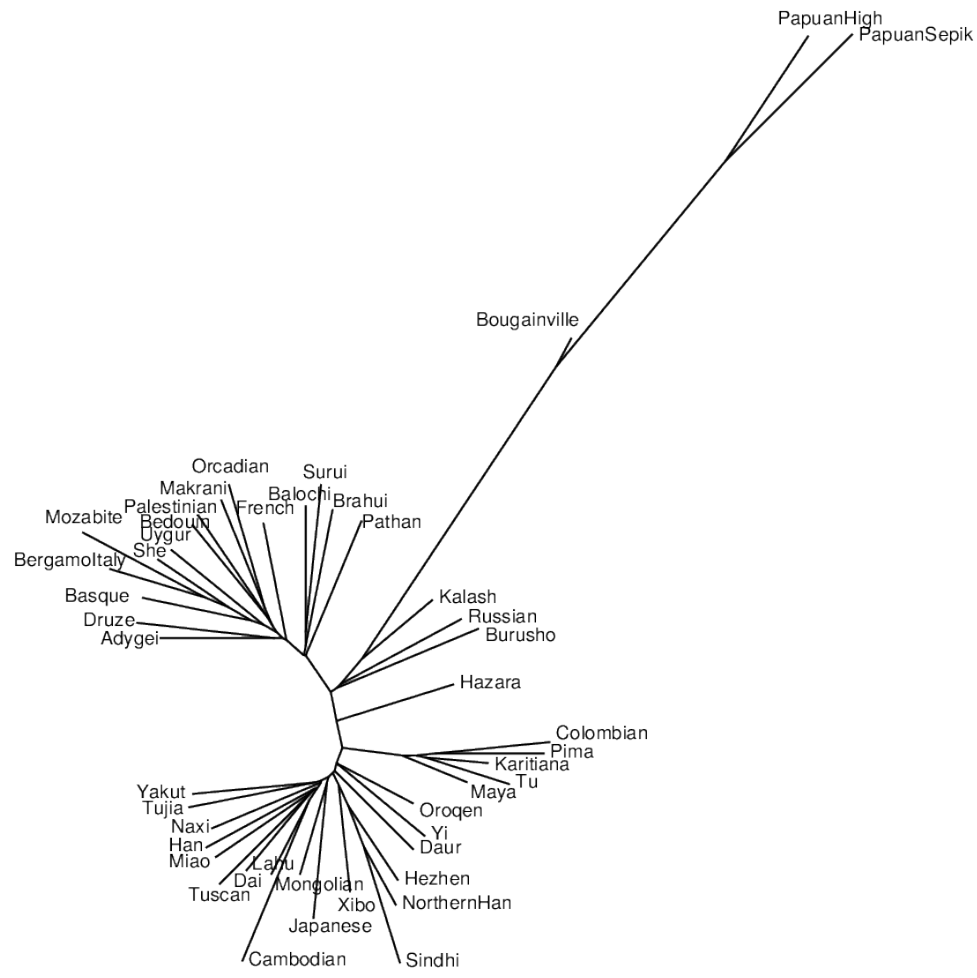 PapuanHigh
PapuanSepik
Bougainville
Orcadian
Surui
Makrani
Balochi
Brahui
Palestinian
French
Mozabite
Bedouin
Pathan
Uygur
She
BergamoItaly
Basque
Kalash
Druze
Russian
Adygei
Burusho
Hazara
Colombian
Pima
Karitiana
Tu
Maya
Yakut
Tujia
Oroqen
Naxi
Yi
Han
Daur
Miao
Lahu
Dai
Mongolian
Hezhen
Tuscan
Xibo
NorthernHan
Japanese
Cambodian
Sindhi